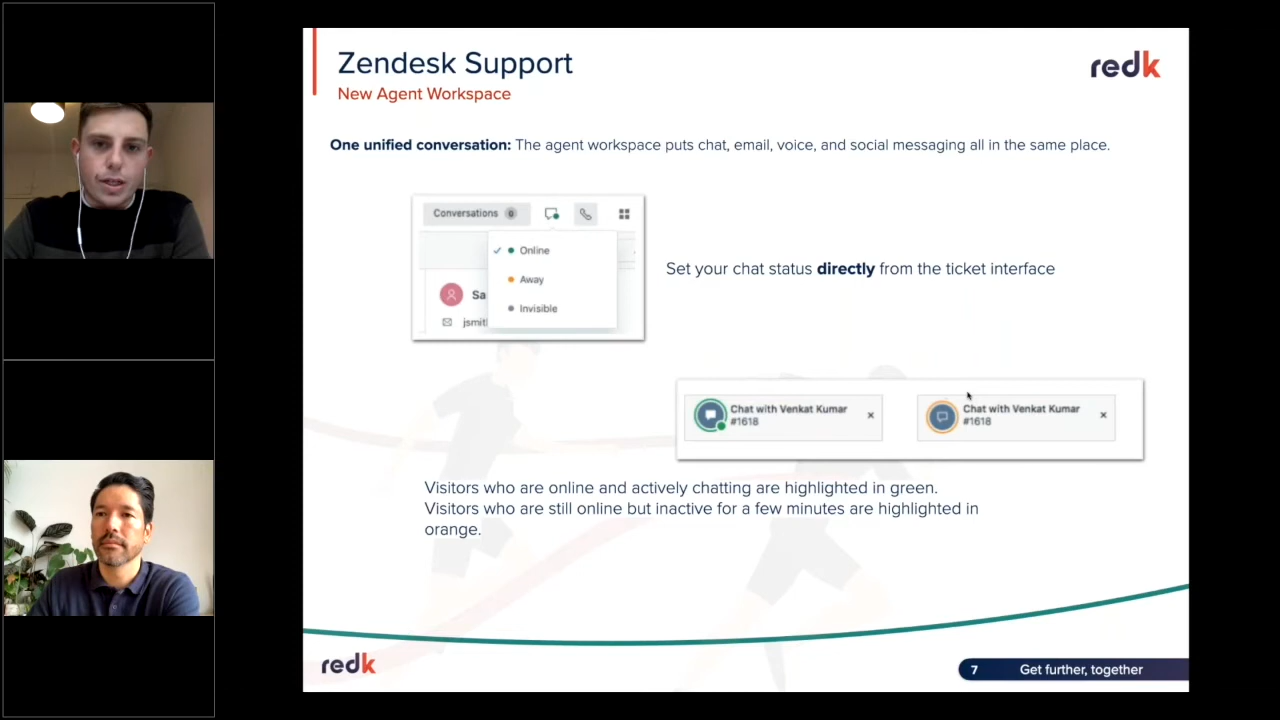 Zendesk Support
New Agent Workspace
redk
One unified conversation: The agent workspace puts chat, email, voice, and social messaging all in the same place.
Conversations 0
Online
Away
Invisible
Sa
jsmit
Set your chat status directly from the ticket interface
Chat with Venkat Kumar
#1618
Chat with Venkat Kumar
#1618
Visitors who are online and actively chatting are highlighted in green.
Visitors who are still online but inactive for a few minutes are highlighted in
orange.
redk
7 Get further, together